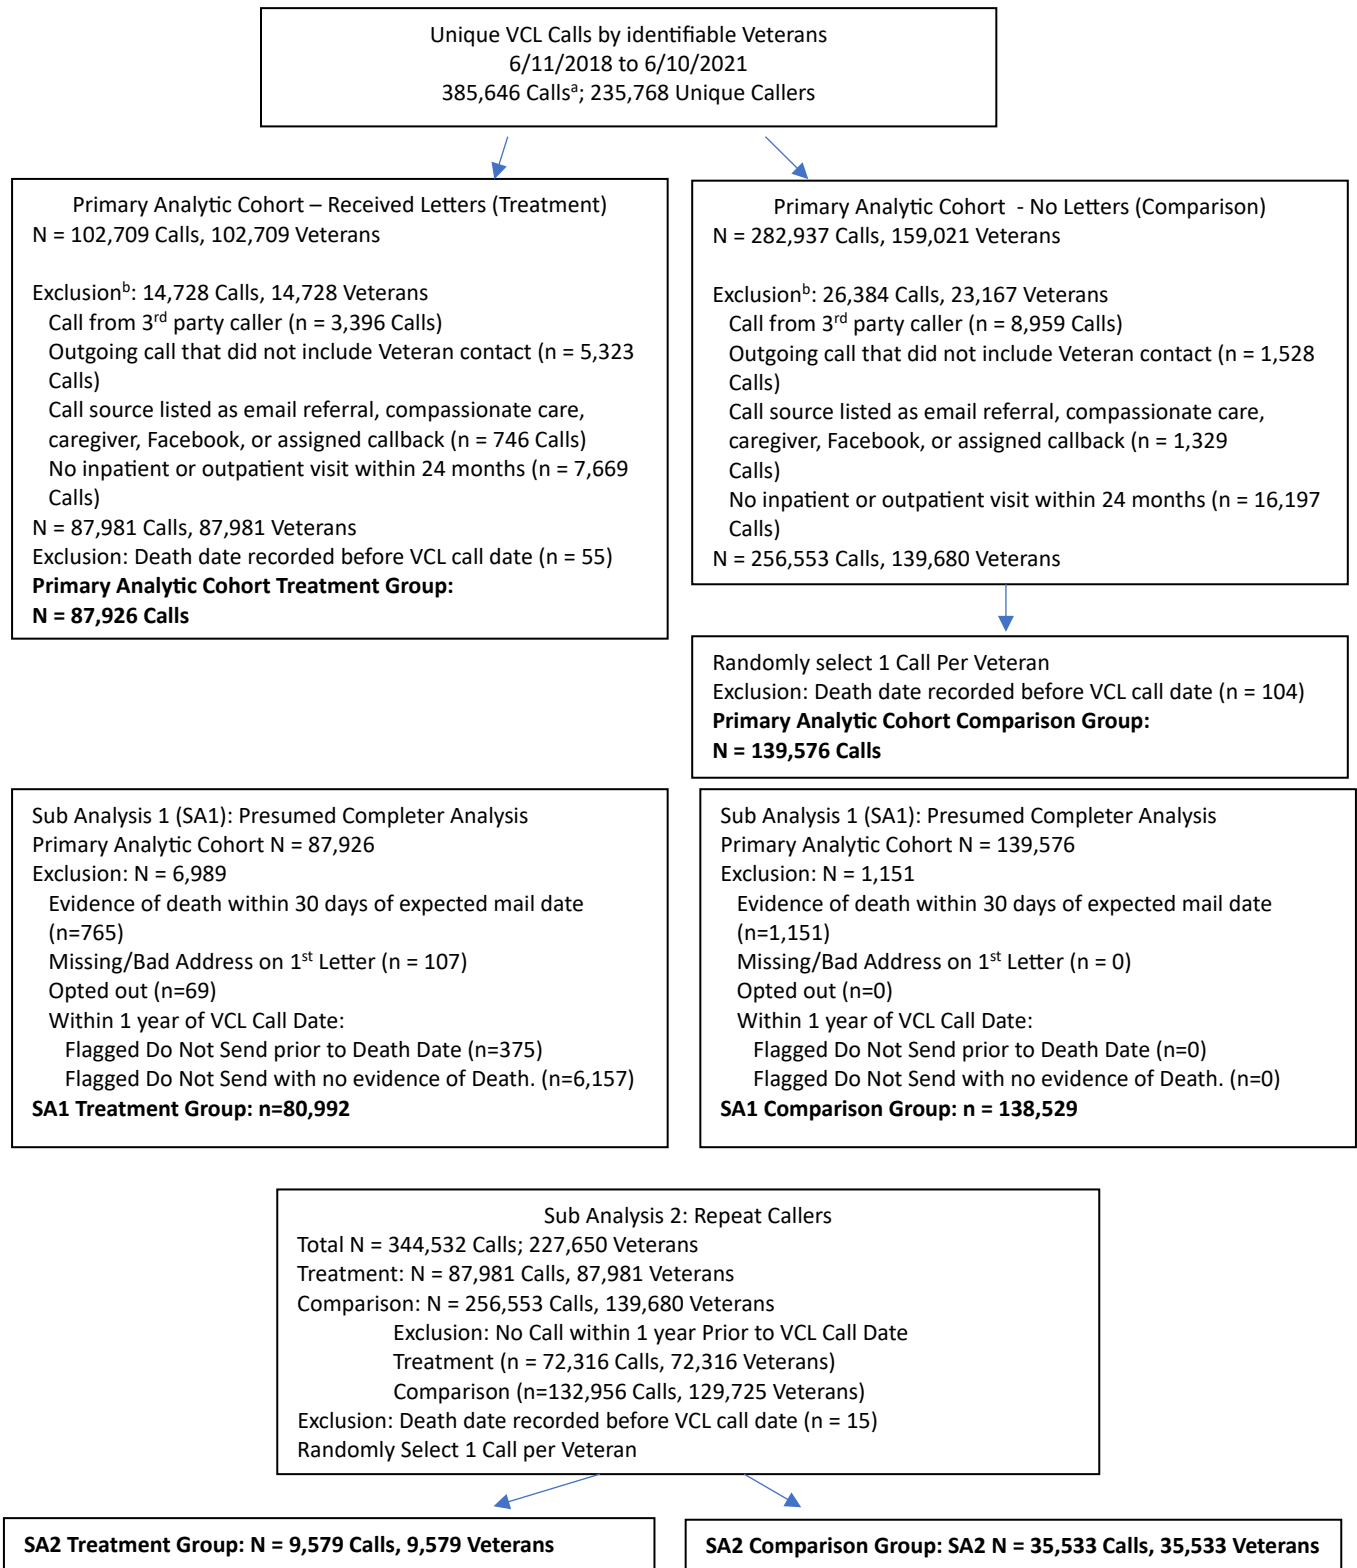 Unique VCL Calls by identifiable Veterans
6/11/2018 to 6/10/2021
385,646 Callsᵃ; 235,768 Unique Callers
Primary Analytic Cohort – Received Letters (Treatment)
N = 102,709 Calls, 102,709 Veterans
Exclusionᵇ: 14,728 Calls, 14,728 Veterans
Call from 3ʳᵈ party caller (n = 3,396 Calls)
Outgoing call that did not include Veteran contact (n = 5,323
Calls)
Call source listed as email referral, compassionate care,
caregiver, Facebook, or assigned callback (n = 746 Calls)
No inpatient or outpatient visit within 24 months (n = 7,669
Calls)
N = 87,981 Calls, 87,981 Veterans
Exclusion: Death date recorded before VCL call date (n = 55)
Primary Analytic Cohort Treatment Group:
N = 87,926 Calls
Primary Analytic Cohort - No Letters (Comparison)
N = 282,937 Calls, 159,021 Veterans
Exclusionᵇ: 26,384 Calls, 23,167 Veterans
Call from 3ʳᵈ party caller (n = 8,959 Calls)
Outgoing call that did not include Veteran contact (n = 1,528
Calls)
Call source listed as email referral, compassionate care,
caregiver, Facebook, or assigned callback (n = 1,329
Calls)
No inpatient or outpatient visit within 24 months (n = 16,197
Calls)
N = 256,553 Calls, 139,680 Veterans
Randomly select 1 Call Per Veteran
Exclusion: Death date recorded before VCL call date (n = 104)
Primary Analytic Cohort Comparison Group:
N = 139,576 Calls
Sub Analysis 1 (SA1): Presumed Completer Analysis
Primary Analytic Cohort N = 87,926
Exclusion: N = 6,989
Evidence of death within 30 days of expected mail date
(n=765)
Missing/Bad Address on 1ˢᵗ Letter (n = 107)
Opted out (n=69)
Within 1 year of VCL Call Date:
Flagged Do Not Send prior to Death Date (n=375)
Flagged Do Not Send with no evidence of Death. (n=6,157)
SA1 Treatment Group: n=80,992
Sub Analysis 1 (SA1): Presumed Completer Analysis
Primary Analytic Cohort N = 139,576
Exclusion: N = 1,151
Evidence of death within 30 days of expected mail date
(n=1,151)
Missing/Bad Address on 1ˢᵗ Letter (n = 0)
Opted out (n=0)
Within 1 year of VCL Call Date:
Flagged Do Not Send prior to Death Date (n=0)
Flagged Do Not Send with no evidence of Death. (n=0)
SA1 Comparison Group: n = 138,529
Sub Analysis 2: Repeat Callers
Total N = 344,532 Calls; 227,650 Veterans
Treatment: N = 87,981 Calls, 87,981 Veterans
Comparison: N = 256,553 Calls, 139,680 Veterans
Exclusion: No Call within 1 year Prior to VCL Call Date
Treatment (n = 72,316 Calls, 72,316 Veterans)
Comparison (n=132,956 Calls, 129,725 Veterans)
Exclusion: Death date recorded before VCL call date (n = 15)
Randomly Select 1 Call per Veteran
SA2 Treatment Group: N = 9,579 Calls, 9,579 Veterans
SA2 Comparison Group: SA2 N = 35,533 Calls, 35,533 Veterans